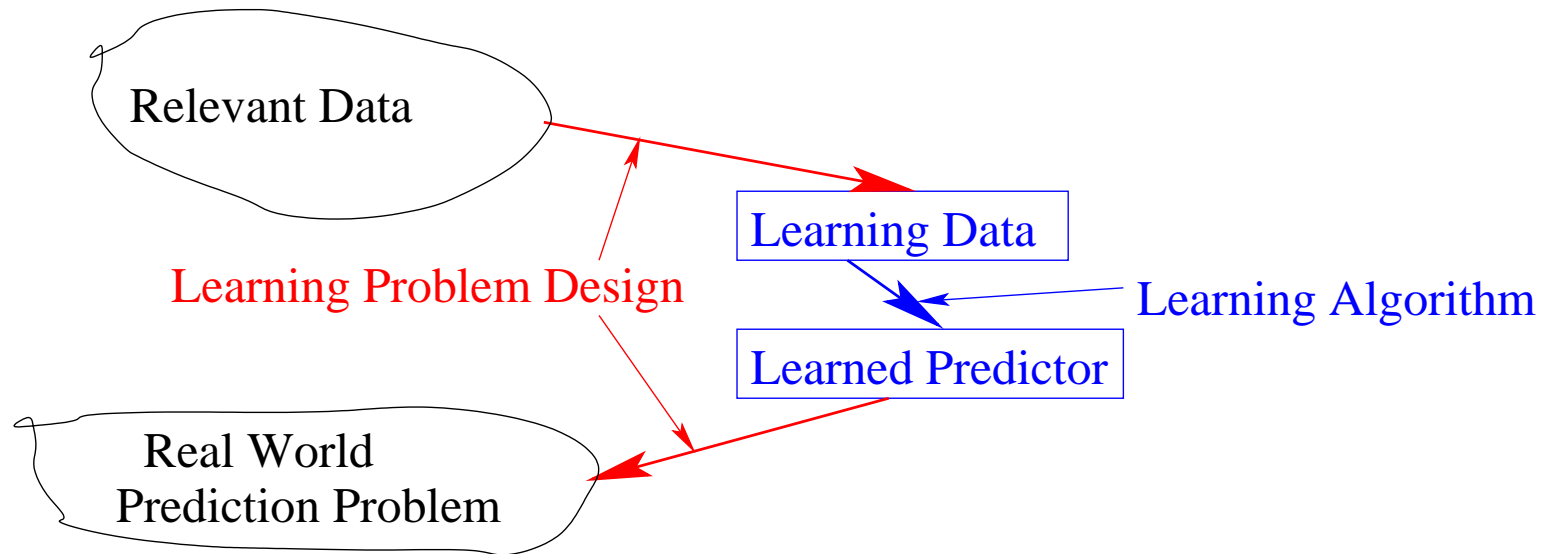 Relevant Data
Learning Data
Learning Problem Design
Learning Algorithm
Learned Predictor
Real World
Prediction Problem